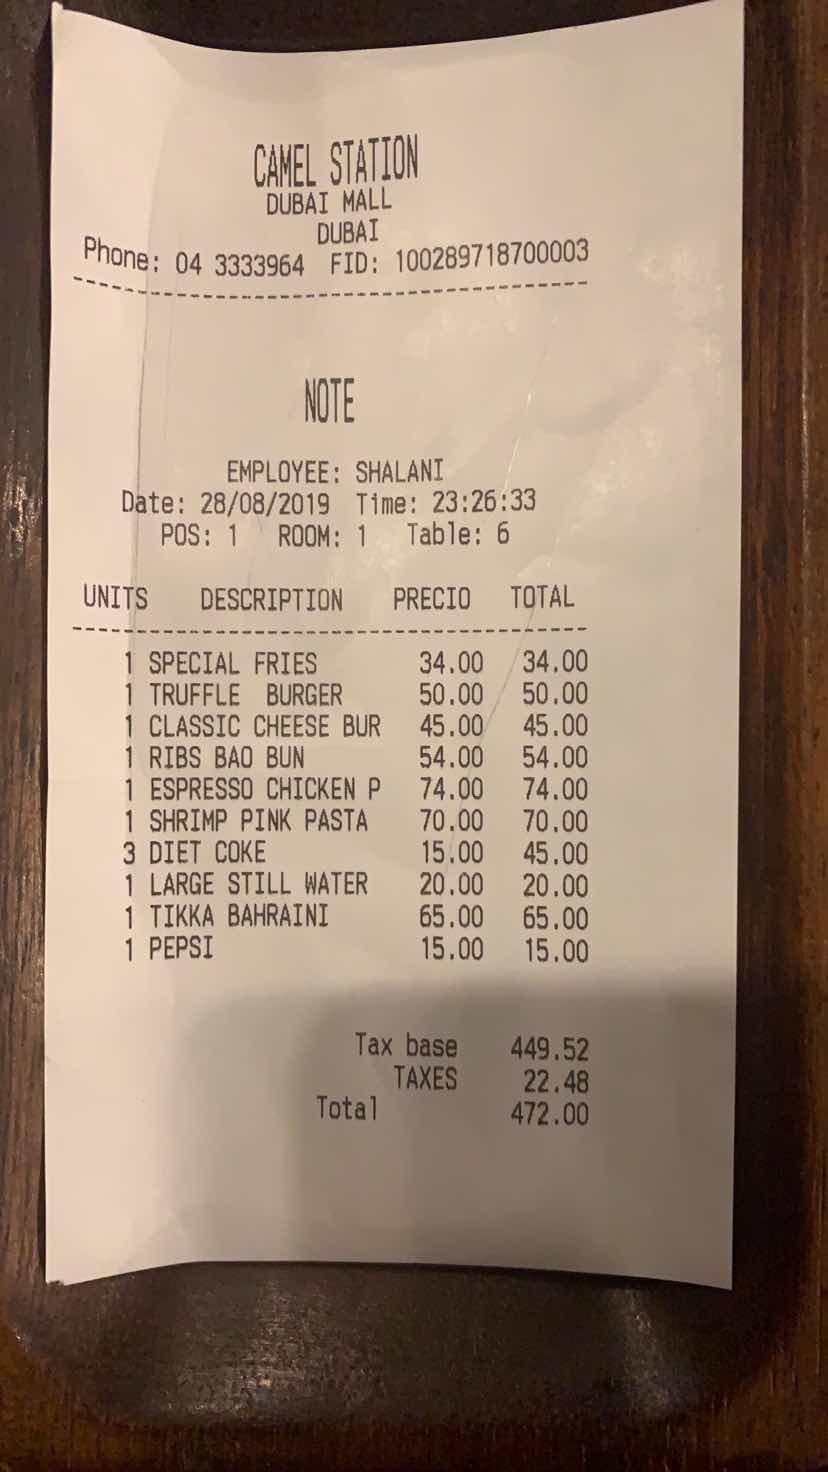 CAMEL STATION
DUBAI MALL
DUBAI
Phone: 04 3333964 FID: 100289718700003
NOTE
EMPLOYEE: SHALANI
Date: 28/08/2019 Time: 23:26:33
POS: 1 ROOM: 1 Table: 6
UNITS DESCRIPTION PRECIO TOTAL
1 SPECIAL FRIES 34.00 34.00
1 TRUFFLE BURGER 50.00 50.00
1 CLASSIC CHEESE BUR 45.00 45.00
1 RIBS BAO BUN 54.00 54.00
1 ESPRESSO CHICKEN P 74.00 74.00
1 SHRIMP PINK PASTA 70.00 70.00
3 DIET COKE 15.00 45.00
1 LARGE STILL WATER 20.00 20.00
1 TIKKA BAHRAINI 65.00 65.00
1 PEPSI 15.00 15.00
Tax base 449.52
TAXES 22.48
Total 472.00